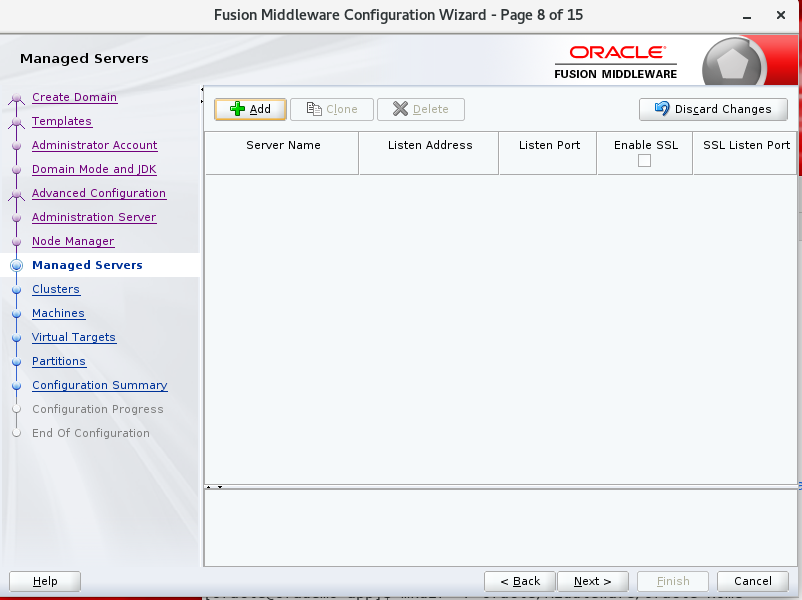 Fusion Middleware Configuration Wizard - Page 8 of 15
Managed Servers
ORACLE
FUSION MIDDLEWARE
Create Domain
Templates
Administrator Account
Domain Mode and JDK
Advanced Configuration
Administration Server
Node Manager
Managed Servers
Clusters
Machines
Virtual Targets
Partitions
Configuration Summary
Configuration Progress
End Of Configuration
Add Clone Delete Discard Changes
Server Name Listen Address Listen Port Enable SSL SSL Listen Port
Help < Back Next > Finish Cancel